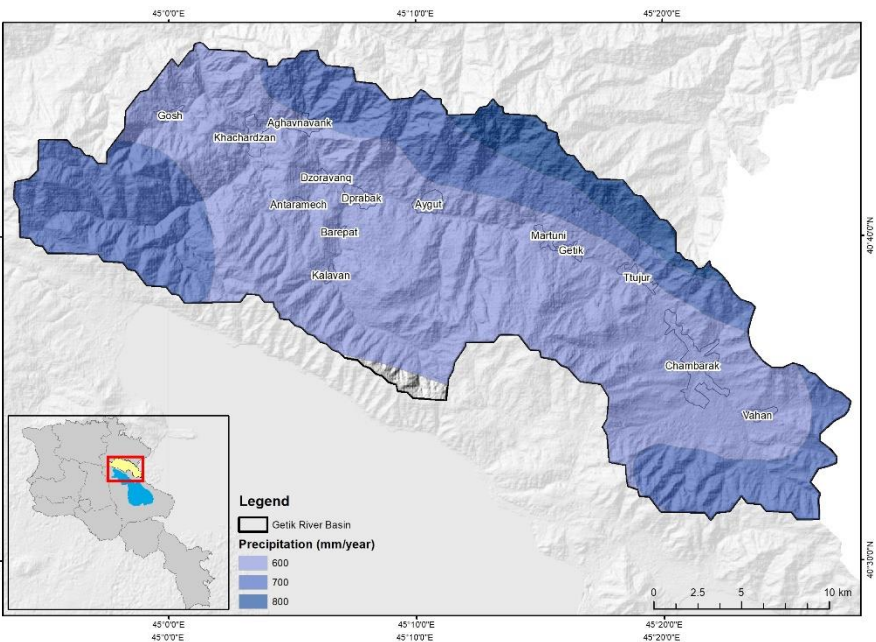 45°0'0"E 45°10'0"E 45°20'0"E
Gosh
Aghavnavank
Khachardzan
Dzoravanq
Dprabak
Antaramech
Aygut
Barepat
Martuni
Getik
Kalavan
Ttujur
Chambarak
Vahan
40°40'0"N
40°30'0"N
Legend
Getik River Basin
Precipitation (mm/year)
600
700
800
0 2.5 5 10 km
45°0'0"E 45°10'0"E 45°20'0"E